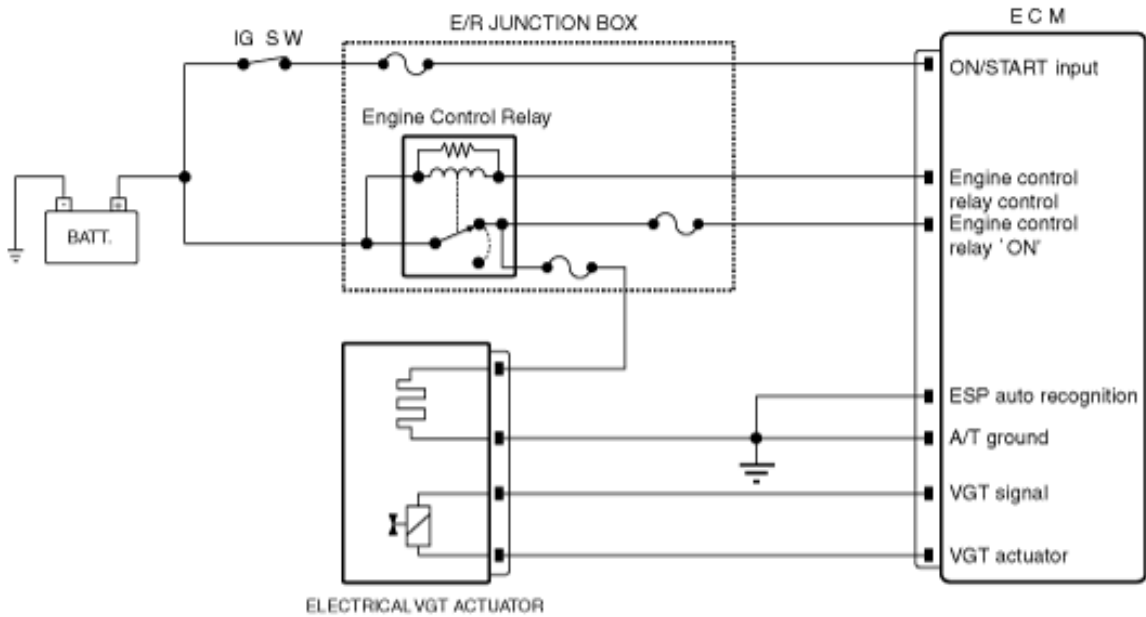 E C M
E/R JUNCTION BOX
IG S W
ON/START input
Engine Control Relay
Engine control
relay control
- +
BATT.
Engine control
relay 'ON'
ESP auto recognition
A/T ground
VGT signal
VGT actuator
ELECTRICAL VGT ACTUATOR